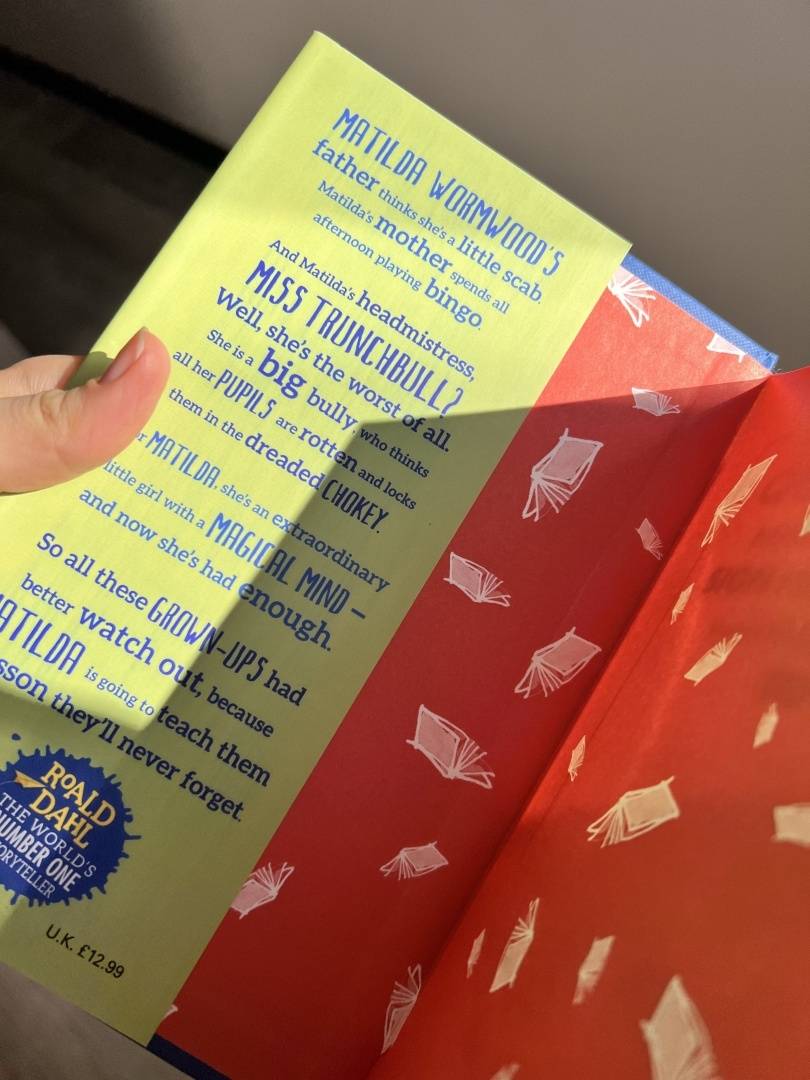 MATILDA WORMWOOD'S
father thinks she's a little scab.
Matilda's mother spends all
afternoon playing bingo.
And Matilda's headmistress,
MISS TRUNCHBULL?
Well, she's the worst of all.
She is a big bully, who thinks
all her PUPILS are rotten and locks
them in the dreaded CHOKEY.
MATILDA, she's an extraordinary
little girl with a MAGICAL MIND –
and now she's had enough.
So all these GROWN-UPS had
better watch out, because
MATILDA is going to teach them
they'll never forget.
ROALD
DAHL
THE WORLD'S
NUMBER ONE
STORYTELLER
U.K. £12.99